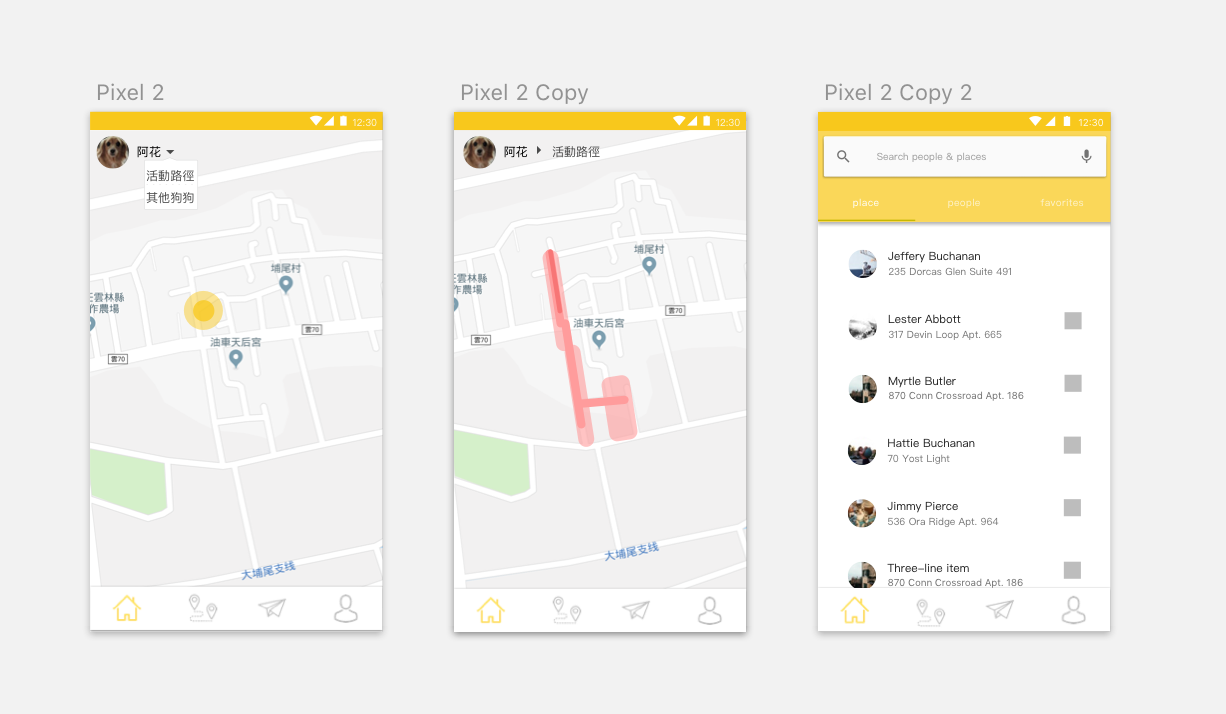 Pixel 2
12:30
阿花
活動路徑
其他狗狗
埔尾村
雲林縣
作農場
雲70
油車天后宮
雲70
大埔尾支线
Pixel 2 Copy
12:30
阿花 活動路徑
埔尾村
雲林縣
作農場
雲70
油車天后宮
雲70
大埔尾支线
Pixel 2 Copy 2
12:30
Search people & places
place people favorites
Jeffery Buchanan
235 Dorcas Glen Suite 491
Lester Abbott
317 Devin Loop Apt. 665
Myrtle Butler
870 Conn Crossroad Apt. 186
Hattie Buchanan
70 Yost Light
Jimmy Pierce
536 Ora Ridge Apt. 964
Three-line item
870 Conn Crossroad Apt. 186